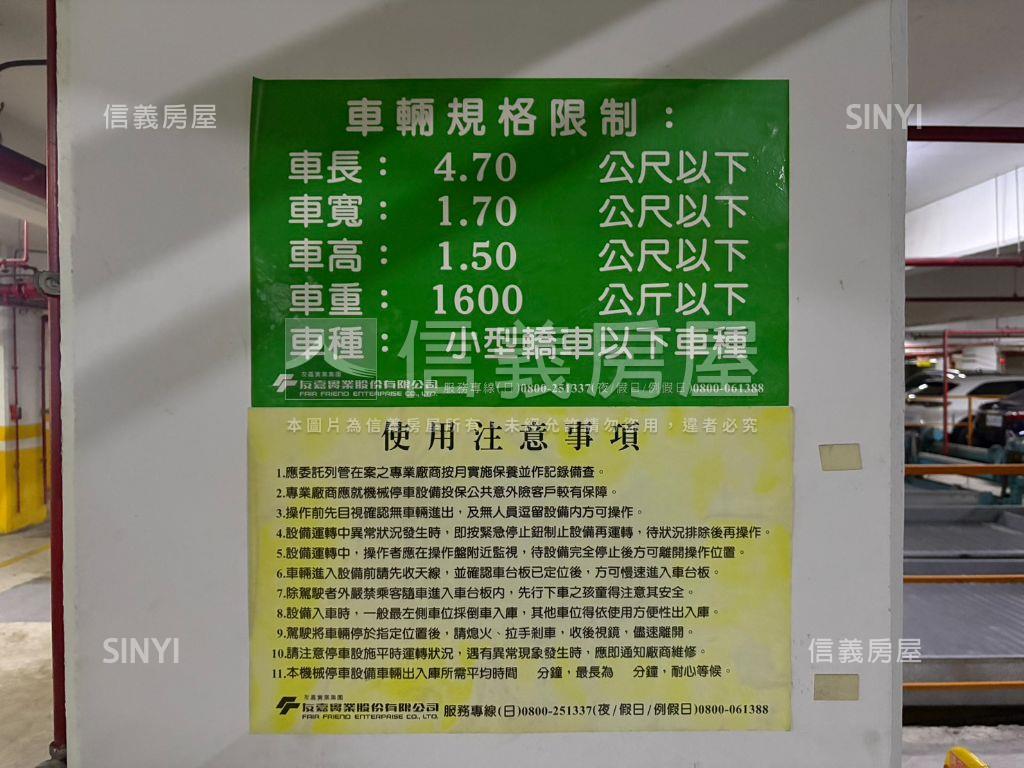 信義房屋
SINYI
車輛規格限制：
車長： 4.70 公尺以下
車寬： 1.70 公尺以下
車高： 1.50 公尺以下
車重： 1600 公斤以下
車種： 小型轎車以下車種
信義房屋
友嘉實業集團
友嘉實業股份有限公司 服務專線(日)0800-251337(夜/假日/例假日)0800-061388
FAIR FRIEND ENTERPRISE CO., LTD.
本圖片為信義房屋所有，未經允許請勿盜用，違者必究
使用注意事項
1.應委託列管在案之專業廠商按月實施保養並作記錄備查。
2.專業廠商應就機械停車設備投保公共意外險客戶較有保障。
3.操作前先目視確認無車輛進出，及無人員逗留設備内方可操作。
4.設備運轉中異常狀況發生時，即按緊急停止鈕制止設備再運轉，待狀況排除後再操作。
5.設備運轉中，操作者應在操作盤附近監視，待設備完全停止後方可離開操作位置。
6.車輛進入設備前請先收天線，並確認車台板已定位後，方可慢速進入車台板。
7.除駕駛者外嚴禁乘客隨車進入車台板内，先行下車之孩童得注意其安全。
8.設備入車時，一般最左側車位採倒車入庫，其他車位得依使用方便性出入庫。
9.駕駛將車輛停於指定位置後，請熄火、拉手剎車，收後視鏡，儘速離開。
10.請注意停車設施平時運轉狀況，遇有異常現象發生時，應即通知廠商維修。
11.本機械停車設備車輛出入庫所需平均時間 分鐘，最長為 分鐘，耐心等候。
SINYI
信義房屋
友嘉實業集團
友嘉實業股份有限公司 服務專線(日)0800-251337(夜/假日/例假日)0800-061388
FAIR FRIEND ENTERPRISE CO., LTD.